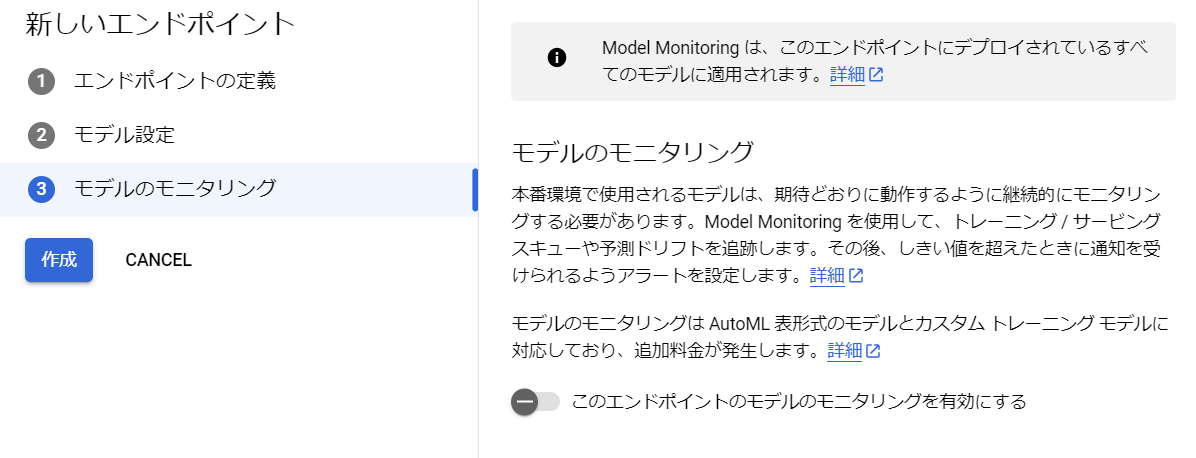 新しいエンドポイント
1 エンドポイントの定義
2 モデル設定
3 モデルのモニタリング
作成 CANCEL
Model Monitoring は、このエンドポイントにデプロイされているすべ
てのモデルに適用されます。詳細
モデルのモニタリング
本番環境で使用されるモデルは、期待どおりに動作するように継続的にモニタリン
グする必要があります。Model Monitoring を使用して、トレーニング / サービング
スキューや予測ドリフトを追跡します。その後、しきい値を超えたときに通知を受
けられるようアラートを設定します。詳細
モデルのモニタリングは AutoML 表形式のモデルとカスタム トレーニング モデルに
対応しており、追加料金が発生します。詳細
このエンドポイントのモデルのモニタリングを有効にする